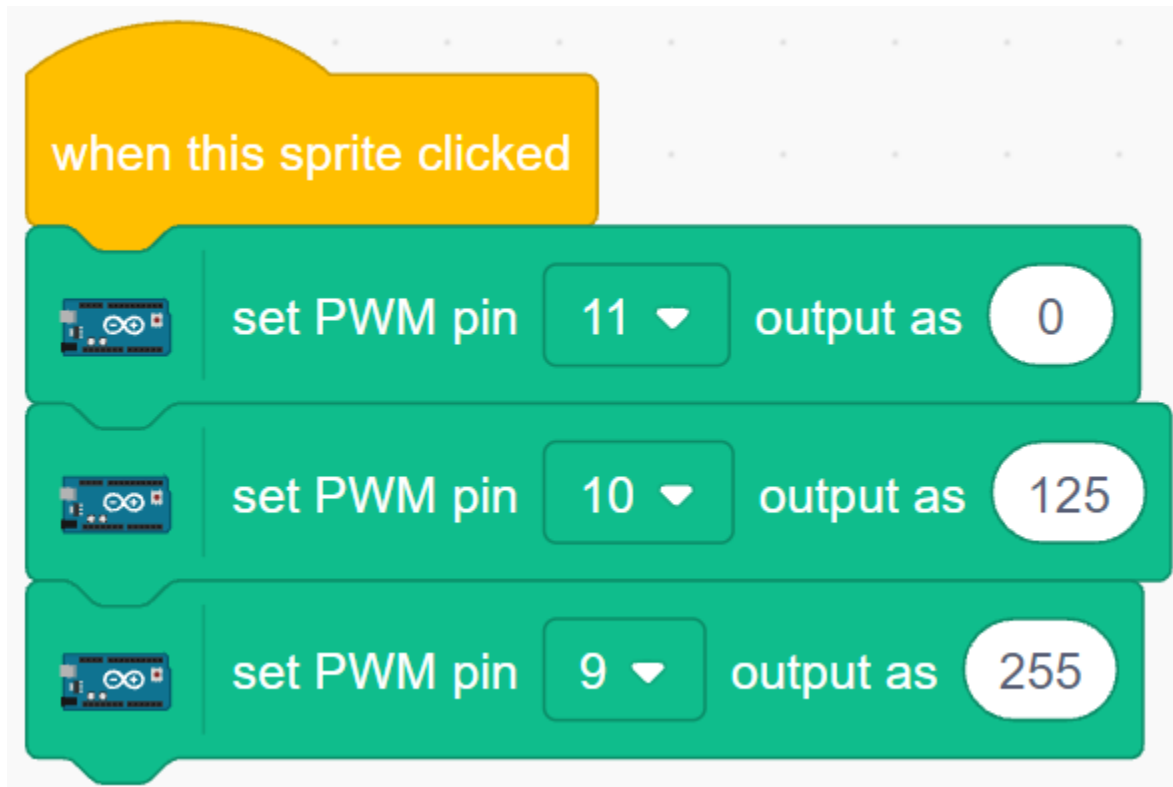 when this sprite clicked
set PWM pin 11 output as 0
set PWM pin 10 output as 125
set PWM pin 9 output as 255